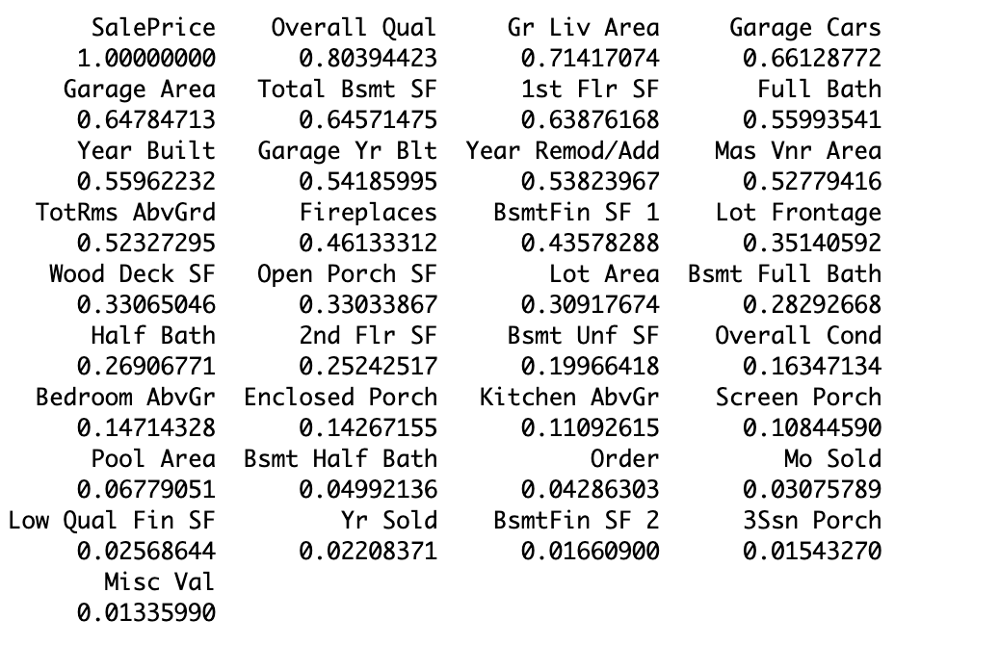 SalePrice Overall Qual Gr Liv Area Garage Cars
1.00000000 0.80394423 0.71417074 0.66128772
Garage Area Total Bsmt SF 1st Flr SF Full Bath
0.64784713 0.64571475 0.63876168 0.55993541
Year Built Garage Yr Blt Year Remod/Add Mas Vnr Area
0.55962232 0.54185995 0.53823967 0.52779416
TotRms AbvGrd Fireplaces BsmtFin SF 1 Lot Frontage
0.52327295 0.46133312 0.43578288 0.35140592
Wood Deck SF Open Porch SF Lot Area Bsmt Full Bath
0.33065046 0.33033867 0.30917674 0.28292668
Half Bath 2nd Flr SF Bsmt Unf SF Overall Cond
0.26906771 0.25242517 0.19966418 0.16347134
Bedroom AbvGr Enclosed Porch Kitchen AbvGr Screen Porch
0.14714328 0.14267155 0.11092615 0.10844590
Pool Area Bsmt Half Bath Order Mo Sold
0.06779051 0.04992136 0.04286303 0.03075789
Low Qual Fin SF Yr Sold BsmtFin SF 2 3Ssn Porch
0.02568644 0.02208371 0.01660900 0.01543270
Misc Val
0.01335990